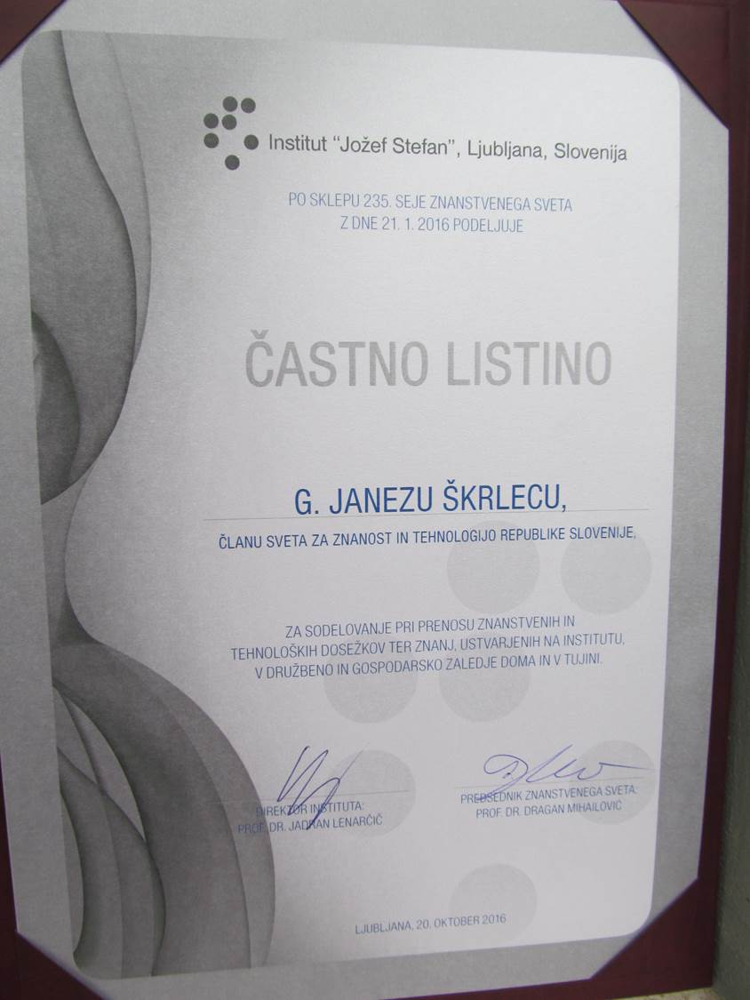 Institut "Jožef Stefan", Ljubljana, Slovenija
PO SKLEPU 235. SEJE ZNANSTVENEGA SVETA
Z DNE 21. 1. 2016 PODELJUJE
ČASTNO LISTINO
G. JANEZU ŠKRLECU,
ČLANU SVETA ZA ZNANOST IN TEHNOLOGIJO REPUBLIKE SLOVENIJE,
ZA SODELOVANJE PRI PRENOSU ZNANSTVENIH IN
TEHNOLOŠKIH DOSEŽKOV TER ZNANJ, USTVARJENIH NA INSTITUTU,
V DRUŽBENO IN GOSPODARSKO ZALEDJE DOMA IN V TUJINI.
DIREKTOR INSTITUTA:
PROF. DR. JADRAN LENARČIČ
PREDSEDNIK ZNANSTVENEGA SVETA:
PROF. DR. DRAGAN MIHAILOVIĆ
LJUBLJANA, 20. OKTOBER 2016